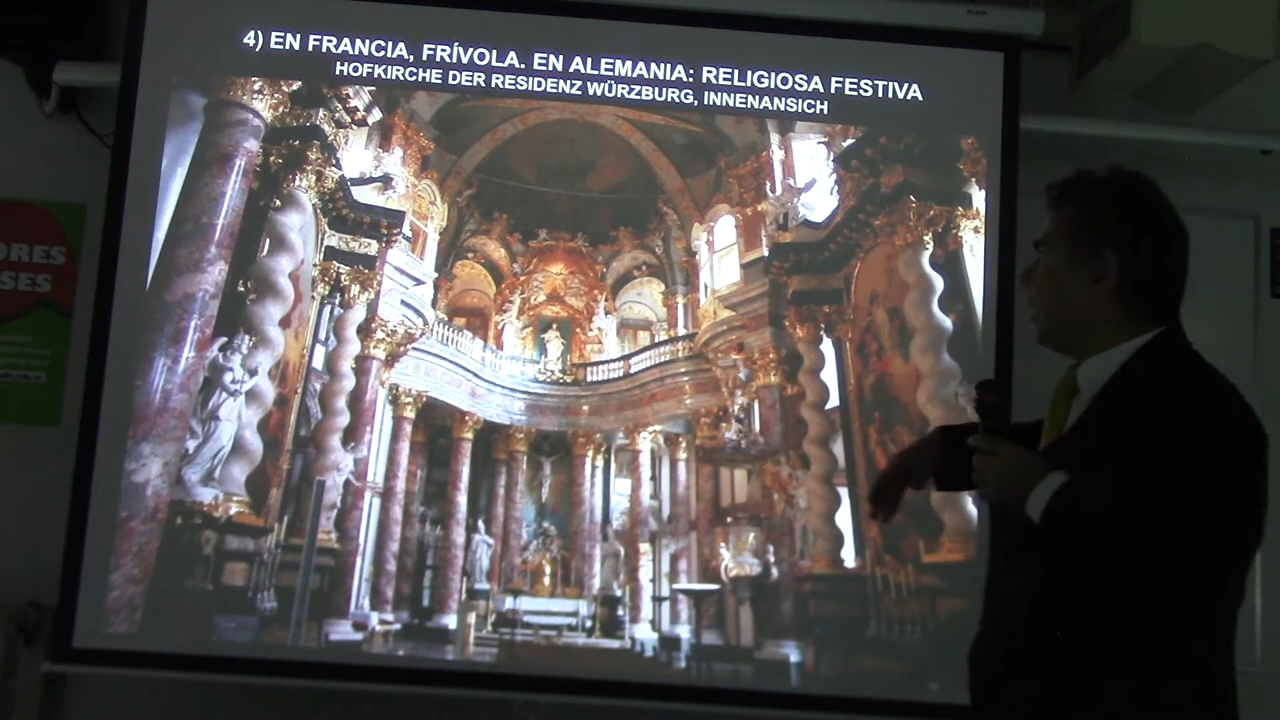 4) EN FRANCIA, FRÍVOLA. EN ALEMANIA: RELIGIOSA FESTIVA
HOFKIRCHE DER RESIDENZ WÜRZBURG, INNENANSICH